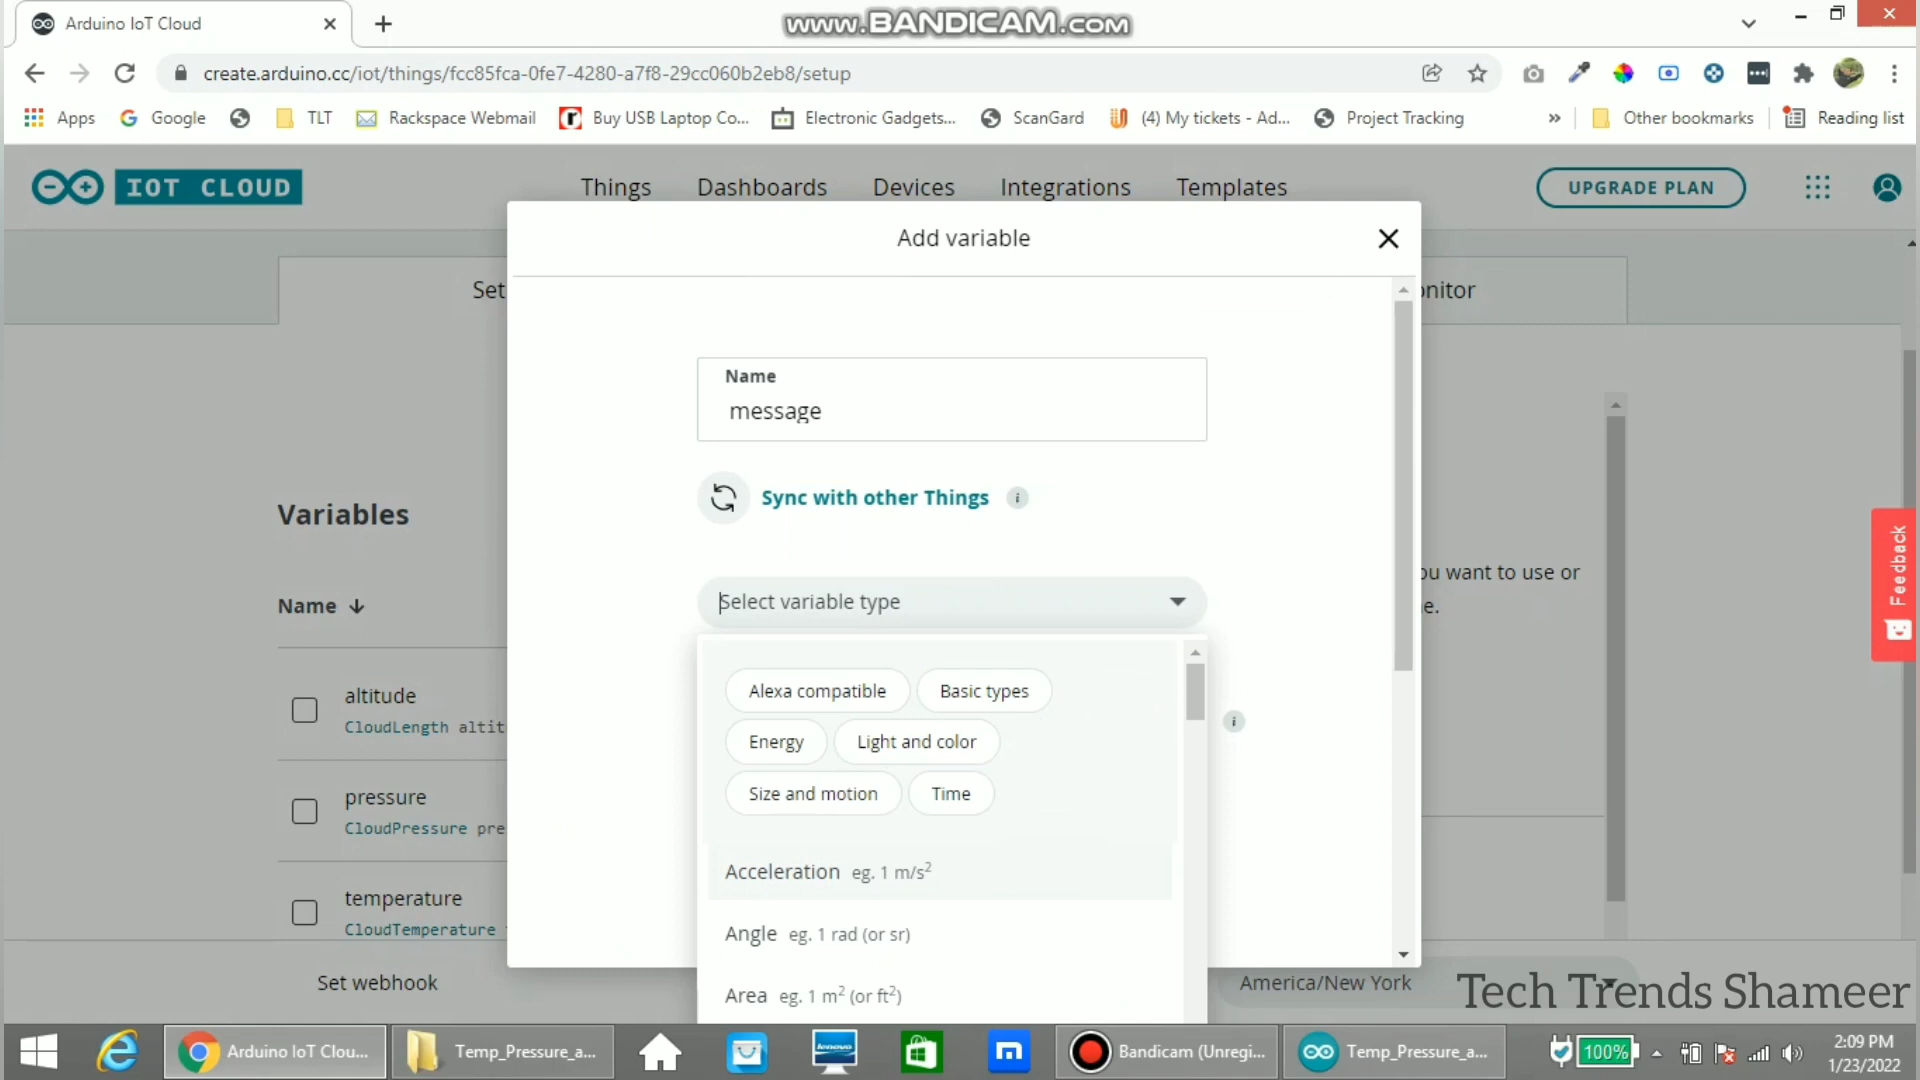 Arduino IoT Cloud
www.BANDICAM.com
create.arduino.cc/iot/things/fcc85fca-0fe7-4280-a7f8-29cc060b2eb8/setup
Apps
Google
TLT
Rackspace Webmail
Buy USB Laptop Co...
Electronic Gadgets...
ScanGard
(4) My tickets - Ad...
Project Tracking
»
Other bookmarks
Reading list
IOT CLOUD
Things
Dashboards
Devices
Integrations
Templates
UPGRADE PLAN
Add variable
Set
onitor
Name
message
Sync with other Things
Variables
Select variable type
ou want to use or
e.
Feedback
Name
Alexa compatible
Basic types
Energy
Light and color
Size and motion
Time
altitude
CloudLength altit
pressure
CloudPressure pre
temperature
CloudTemperature
Acceleration eg. 1 m/s²
Angle eg. 1 rad (or sr)
Area eg. 1 m² (or ft²)
Set webhook
America/New York
Tech Trends Shameer
Arduino IoT Clou...
Temp_Pressure_a...
lenovo
Bandicam (Unregi...
Temp_Pressure_a...
100%
2:09 PM
1/23/2022